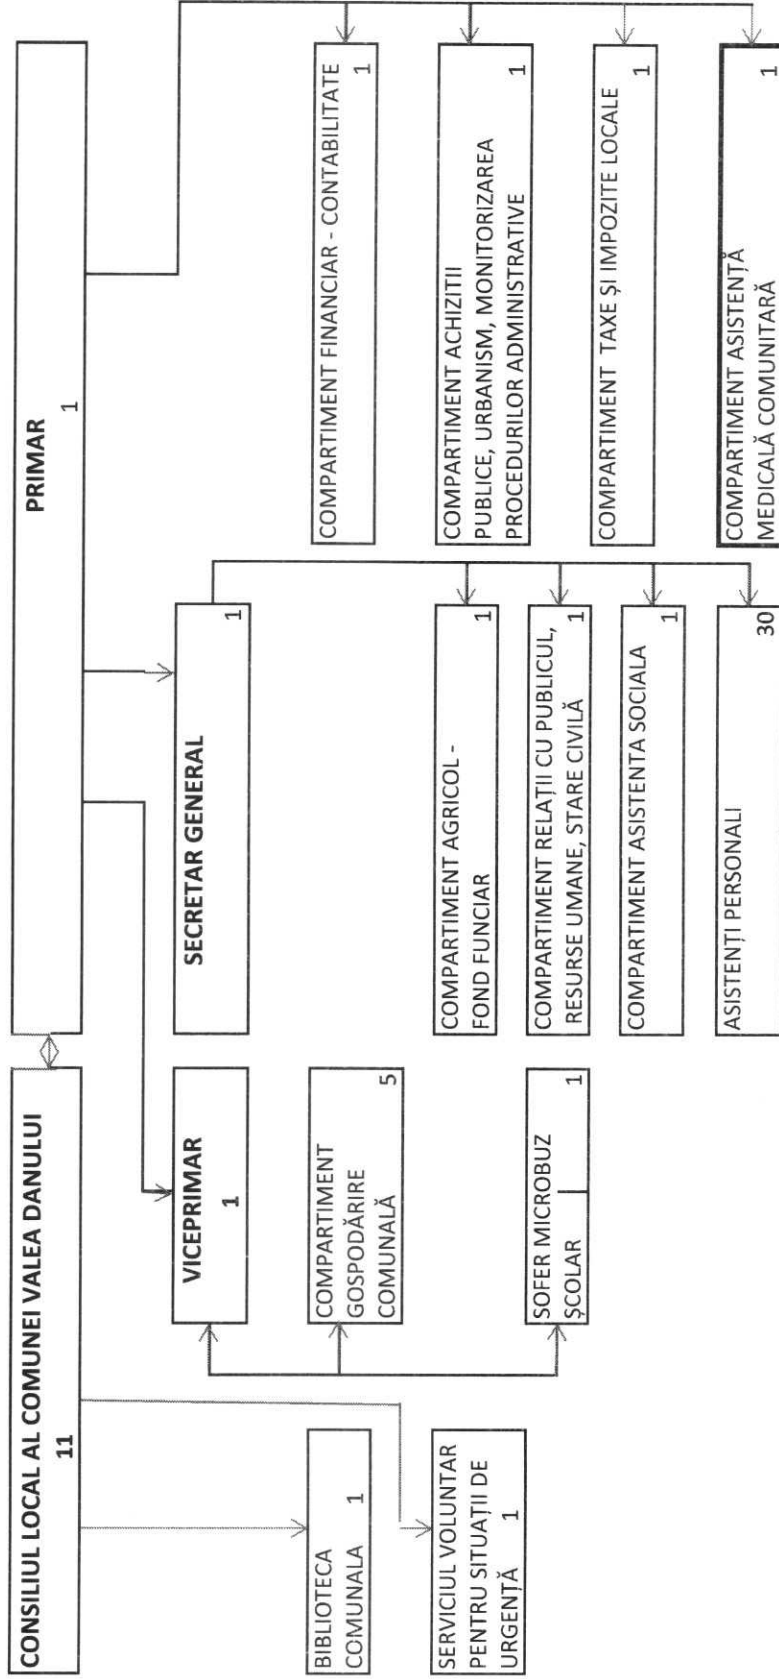 CONSILIUL LOCAL AL COMUNEI VALEA DANULUI
11
PRIMAR
1
VICEPRIMAR
1
SECRETAR GENERAL
1
BIBLIOTECA
COMUNALA 1
SERVICIUL VOLUNTAR
PENTRU SITUAȚII DE
URGENȚĂ 1
COMPARTIMENT
GOSPODĂRIRE
COMUNALĂ
5
SOFER MICROBUZ
ȘCOLAR
1
COMPARTIMENT AGRICOL -
FOND FUNCIAR
1
COMPARTIMENT RELAȚII CU PUBLICUL,
RESURSE UMANE, STARE CIVILĂ 1
COMPARTIMENT ASISTENTA SOCIALA
1
ASISTENȚI PERSONALI
30
COMPARTIMENT FINANCIAR - CONTABILITATE
1
COMPARTIMENT ACHIZITII
PUBLICE, URBANISM, MONITORIZAREA
PROCEDURILOR ADMINISTRATIVE
1
COMPARTIMENT TAXE ȘI IMPOZITE LOCALE
1
COMPARTIMENT ASISTENȚĂ
MEDICALĂ COMUNITARĂ
1